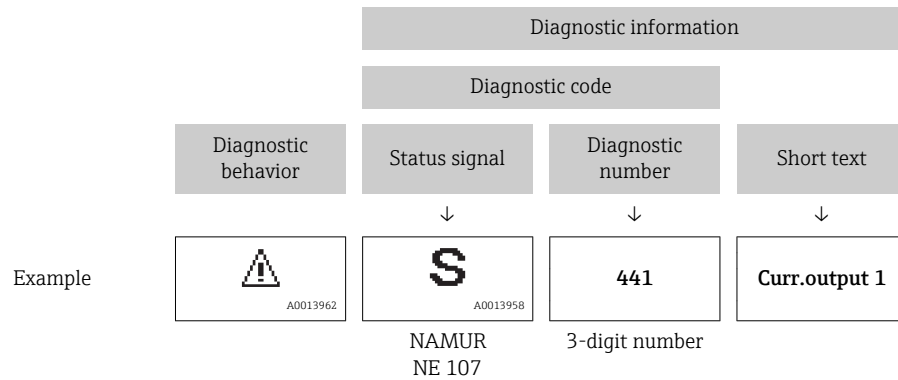 Diagnostic information
Diagnostic code
Diagnostic
behavior
Status signal
Diagnostic
number
Short text
↓
↓
↓
Example
A0013962
S
A0013958
441
Curr.output 1
NAMUR
NE 107
3-digit number